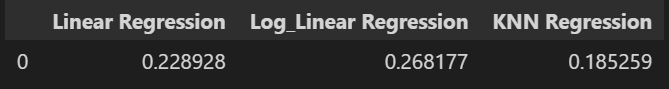 Linear Regression Log_Linear Regression KNN Regression
0 0.228928 0.268177 0.185259